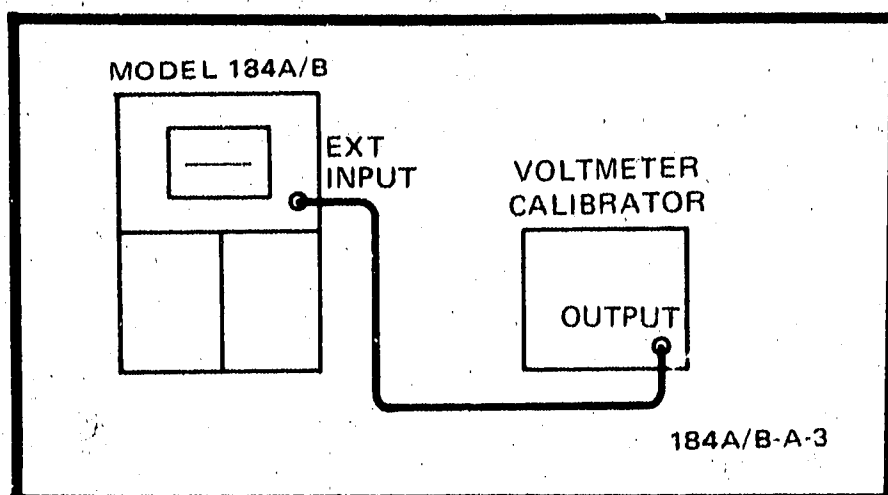 MODEL 184A/B
EXT
INPUT
VOLTMETER
CALIBRATOR
OUTPUT
184A/B-A-3